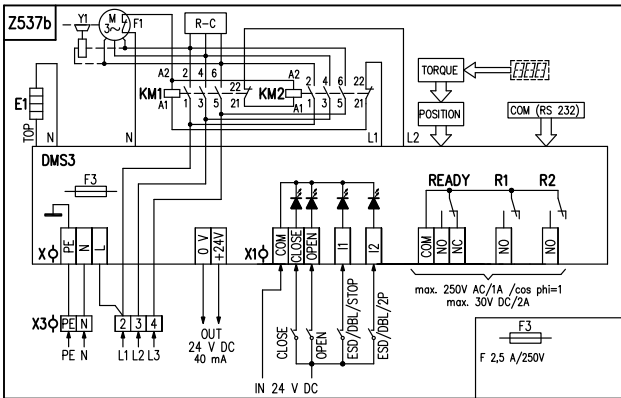 Z537b
Y1
M
3~
F1
R-C
A2
2 4 6
22
A2
2 4 6
22
KM1
KM2
A1
1 3 5
21
A1
1 3 5
21
E1
TOP
N
N
L1
L2
TORQUE
POSITION
COM (RS 232)
DMS3
F3
READY
R1
R2
X
PE
N
L
0 V
+24V
X1
COM
CLOSE
OPEN
I1
I2
COM
NO
NC
NO
NO
max. 250V AC/1A /cos phi=1
max. 30V DC/2A
X3
PE
N
2
3
4
PE N
L1 L2 L3
OUT
24 V DC
40 mA
CLOSE
OPEN
ESD/DBL/STOP
ESD/DBL/2P
IN 24 V DC
F3
F 2,5 A/250V